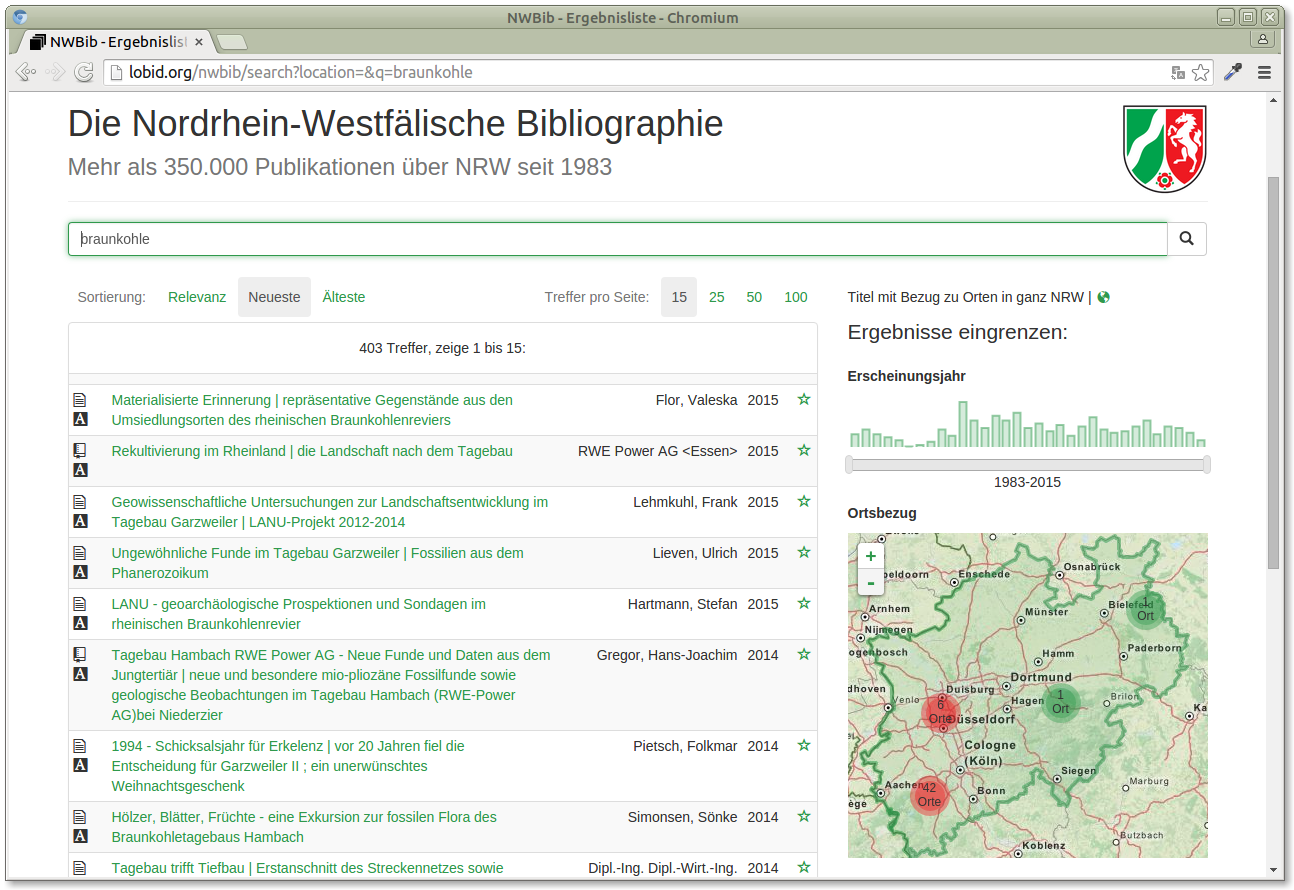 NWBib - Ergebnisliste - Chromium
NWBib - Ergebnislist
lobid.org/nwbib/search?location=&q=braunkohle
Die Nordrhein-Westfälische Bibliographie
Mehr als 350.000 Publikationen über NRW seit 1983
braunkohle
Sortierung: Relevanz Neueste Älteste Treffer pro Seite: 15 25 50 100
403 Treffer, zeige 1 bis 15:
Materialisierte Erinnerung | repräsentative Gegenstände aus den Flor, Valeska 2015
Umsiedlungsorten des rheinischen Braunkohlenreviers
Rekultivierung im Rheinland | die Landschaft nach dem Tagebau RWE Power AG <Essen> 2015
Geowissenschaftliche Untersuchungen zur Landschaftsentwicklung im Lehmkuhl, Frank 2015
Tagebau Garzweiler | LANU-Projekt 2012-2014
Ungewöhnliche Funde im Tagebau Garzweiler | Fossilien aus dem Lieven, Ulrich 2015
Phanerozoikum
LANU - geoarchäologische Prospektionen und Sondagen im Hartmann, Stefan 2015
rheinischen Braunkohlenrevier
Tagebau Hambach RWE Power AG - Neue Funde und Daten aus dem Gregor, Hans-Joachim 2014
Jungtertiär | neue und besondere mio-pliozäne Fossilfunde sowie
geologische Beobachtungen im Tagebau Hambach (RWE-Power
AG)bei Niederzier
1994 - Schicksalsjahr für Erkelenz | vor 20 Jahren fiel die Pietsch, Folkmar 2014
Entscheidung für Garzweiler II ; ein unerwünschtes
Weihnachtsgeschenk
Hölzer, Blätter, Früchte - eine Exkursion zur fossilen Flora des Simonsen, Sönke 2014
Braunkohletagebaus Hambach
Tagebau trifft Tiefbau | Erstanschnitt des Streckennetzes sowie Dipl.-Ing. Dipl.-Wirt.-Ing. 2014
Titel mit Bezug zu Orten in ganz NRW |
Ergebnisse eingrenzen:
Erscheinungsjahr
1983-2015
Ortsbezug
+
-
peldoorn
Enschede
Osnabrück
Arnhem
Münster
Bielefeld
1
Ort
Nijmegen
ogenbosch
Hamm
Paderborn
dhoven
Venlo
Duisburg
Dortmund
Hagen
1
Ort
Brilon
6
Orte
Düsseldorf
Ka
Cologne
(Köln)
Siegen
Aachen
42
Orte
Bonn
Marburg
ège
Butzbach
Koblenz